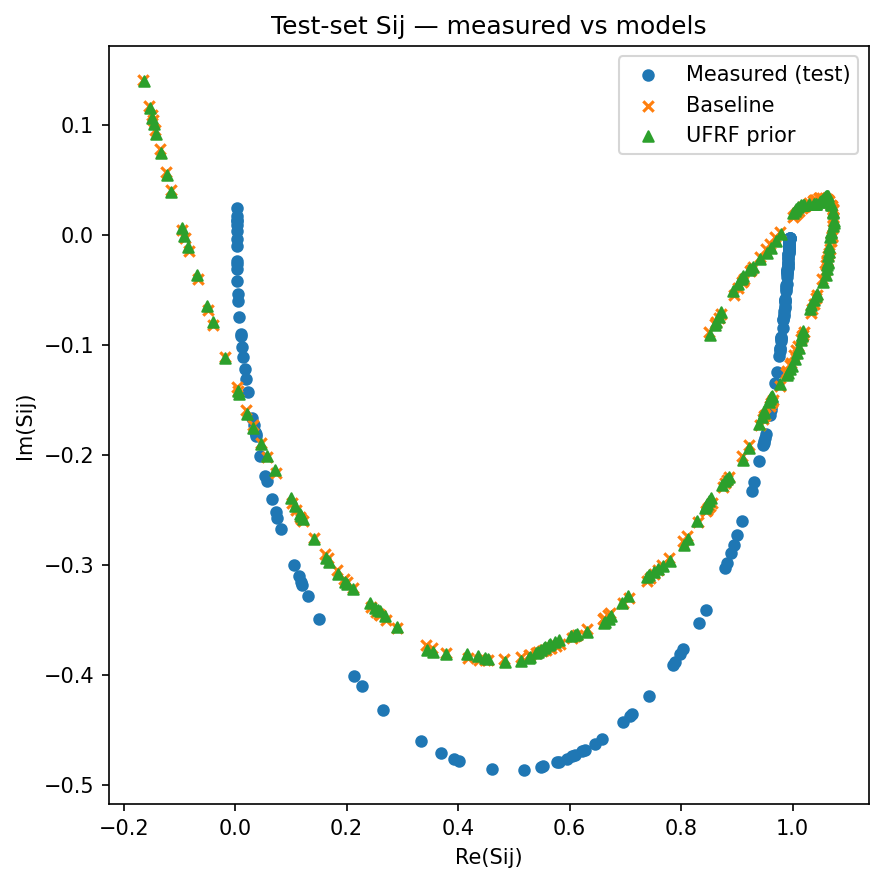 Test-set Sij — measured vs models
Measured (test)
Baseline
UFRF prior
0.1
0.0
−0.1
−0.2
−0.3
−0.4
−0.5
Im(Sij)
−0.2
0.0
0.2
0.4
0.6
0.8
1.0
Re(Sij)